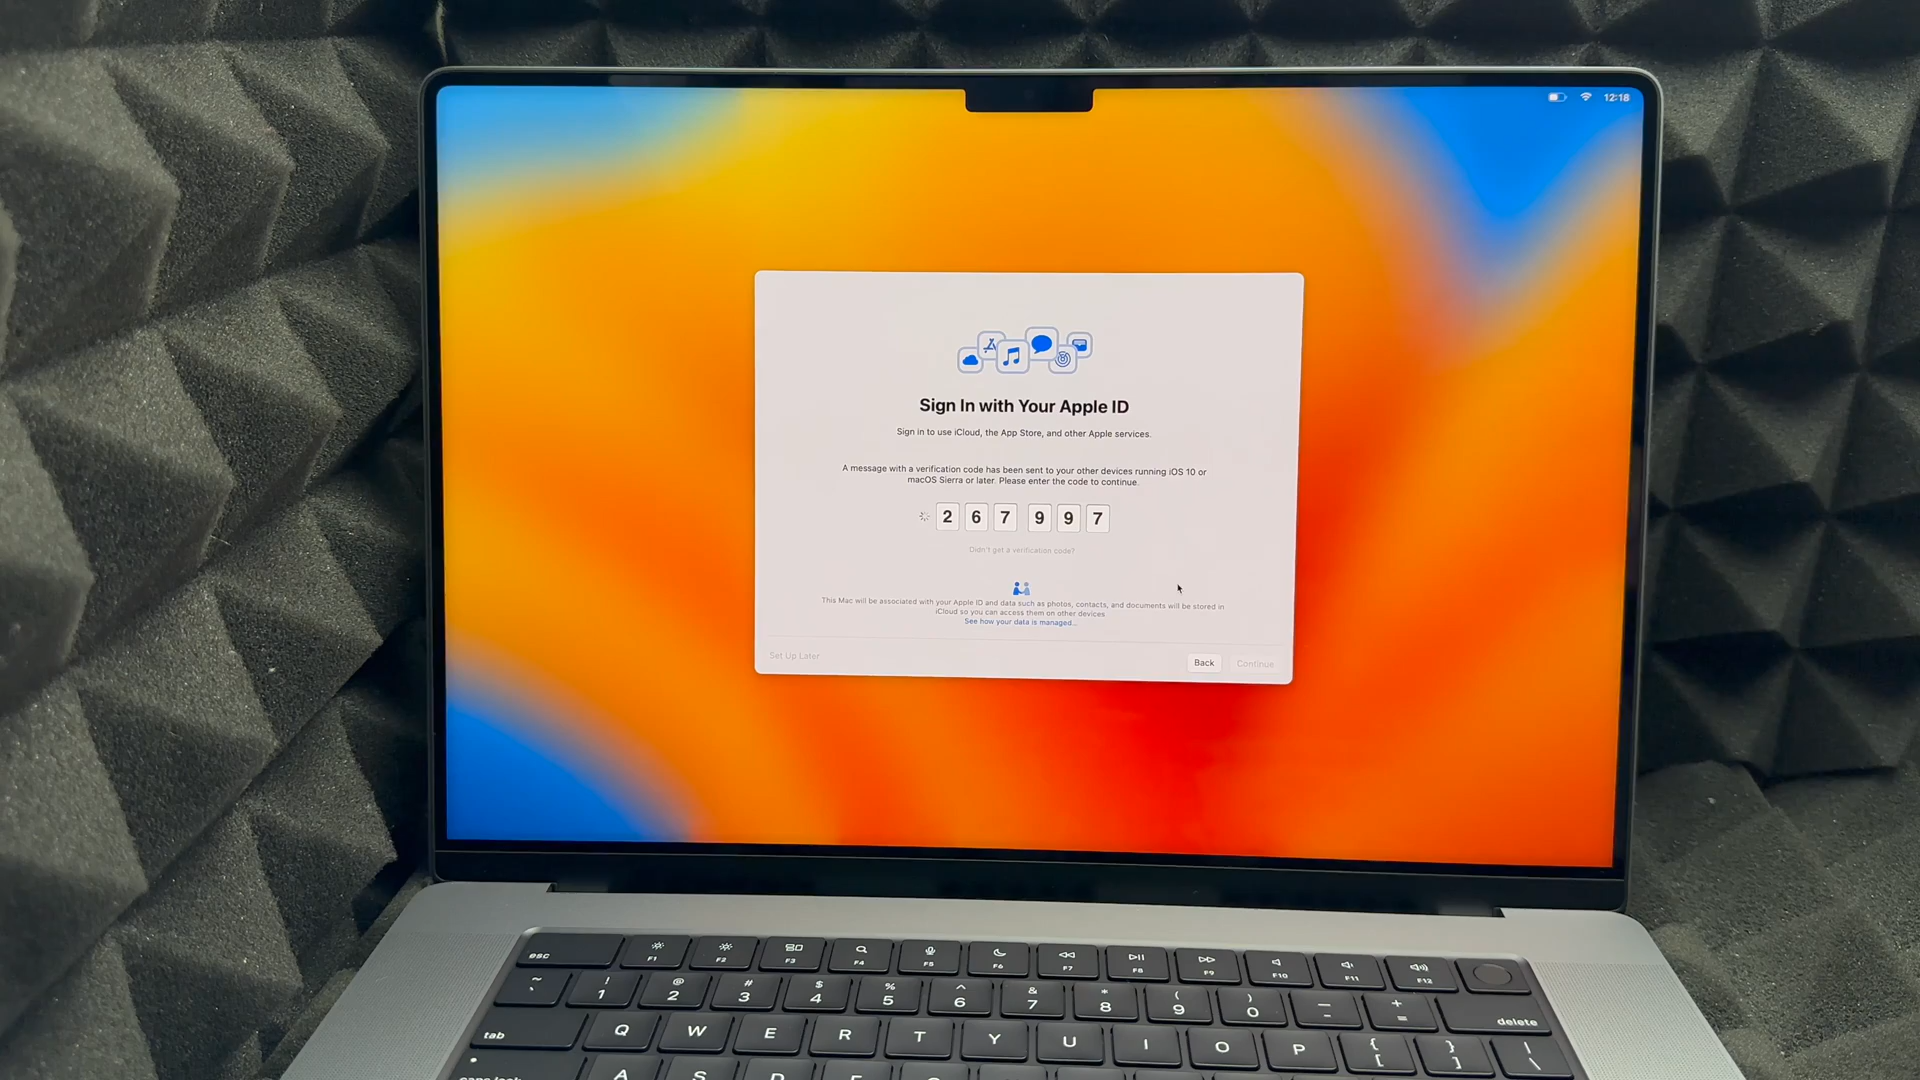 12:18
Sign In with Your Apple ID
Sign in to use iCloud, the App Store, and other Apple services.
A message with a verification code has been sent to your other devices running iOS 10 or
macOS Sierra or later. Please enter the code to continue.
2 6 7 9 9 7
Didn't get a verification code?
This Mac will be associated with your Apple ID and data such as photos, contacts, and documents will be stored in
iCloud so you can access them on other devices.
See how your data is managed...
Set Up Later
Back
Continue
esc F1 F2 F3 F4 F5 F6 F7 F8 F9 F10 F11 F12
~ ! @ # $ % ^ & * ( ) — +
` 1 2 3 4 5 6 7 8 9 0 - = delete
tab Q W E R T Y U I O P { [ } ] | \
A S D